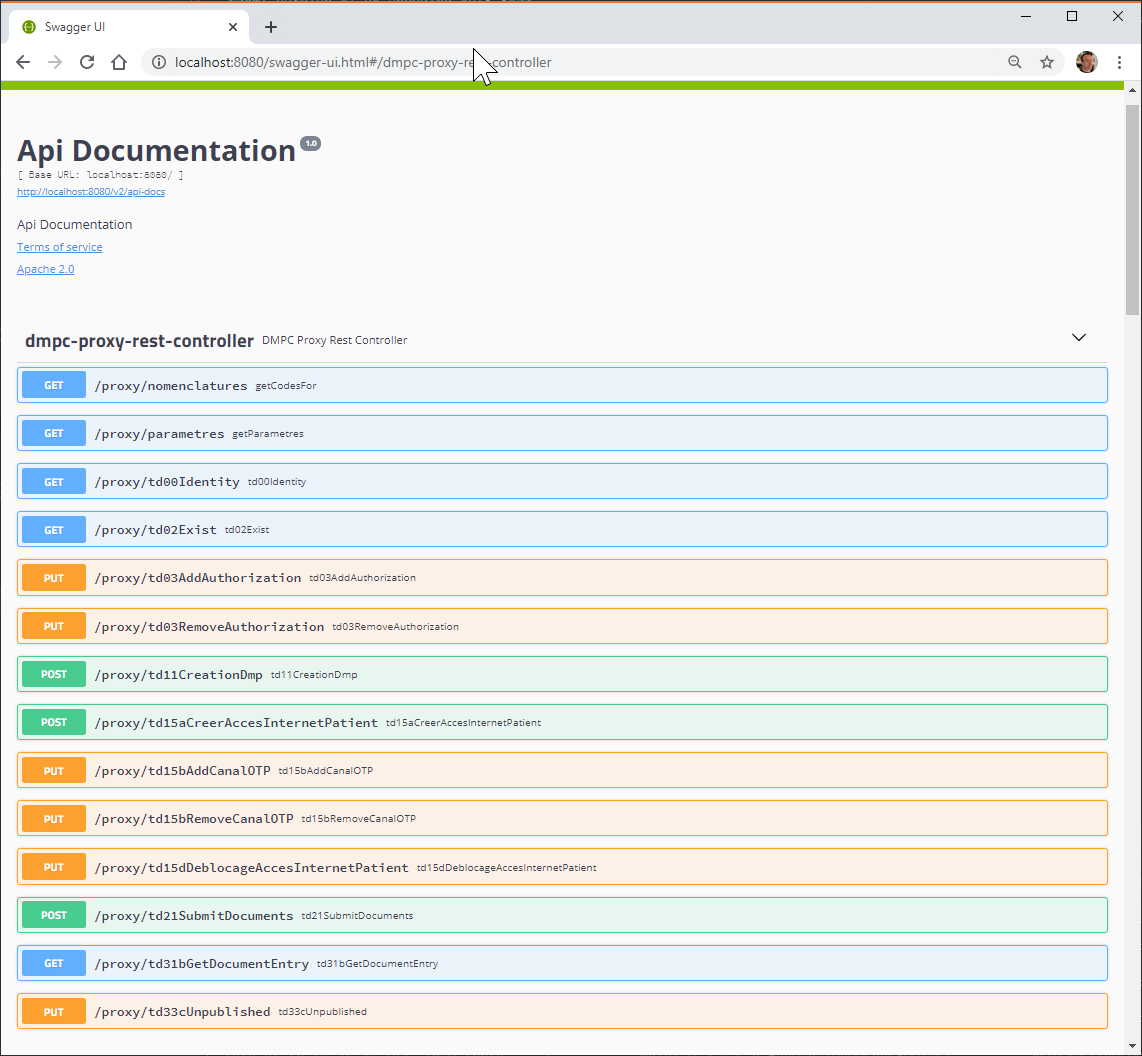 Swagger UI
localhost:8080/swagger-ui.html#/dmpc-proxy-rest-controller
Api Documentation 1.0
[ Base URL: localhost:8080/ ]
http://localhost:8080/v2/api-docs
Api Documentation
Terms of service
Apache 2.0
dmpc-proxy-rest-controller DMPC Proxy Rest Controller
GET /proxy/nomenclatures getCodesFor
GET /proxy/parametres getParametres
GET /proxy/td00Identity td00Identity
GET /proxy/td02Exist td02Exist
PUT /proxy/td03AddAuthorization td03AddAuthorization
PUT /proxy/td03RemoveAuthorization td03RemoveAuthorization
POST /proxy/td11CreationDmp td11CreationDmp
POST /proxy/td15aCreerAccesInternetPatient td15aCreerAccesInternetPatient
PUT /proxy/td15bAddCanalOTP td15bAddCanalOTP
PUT /proxy/td15bRemoveCanalOTP td15bRemoveCanalOTP
PUT /proxy/td15dDeblocageAccesInternetPatient td15dDeblocageAccesInternetPatient
POST /proxy/td21SubmitDocuments td21SubmitDocuments
GET /proxy/td31bGetDocumentEntry td31bGetDocumentEntry
PUT /proxy/td33cUnpublished td33cUnpublished